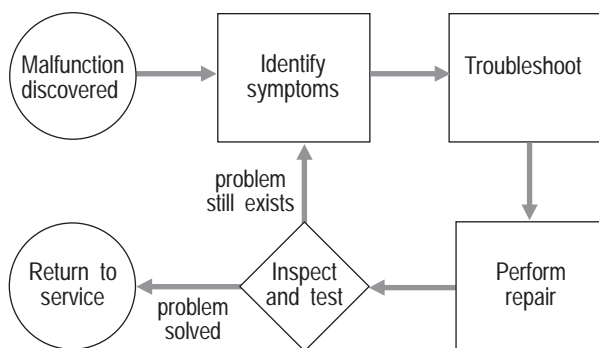 Malfunction
discovered
Identify
symptoms
Troubleshoot
problem
still exists
Return to
service
problem
solved
Inspect
and test
Perform
repair